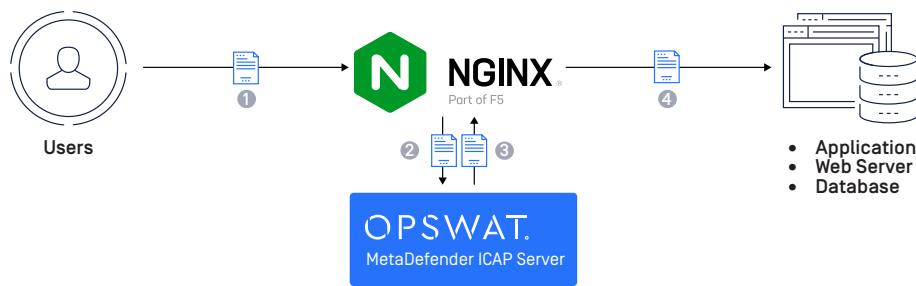 N
NGINX®
Part of F5
1
4
Users
2
3
• Application
• Web Server
• Database
OPSWAT.
MetaDefender ICAP Server